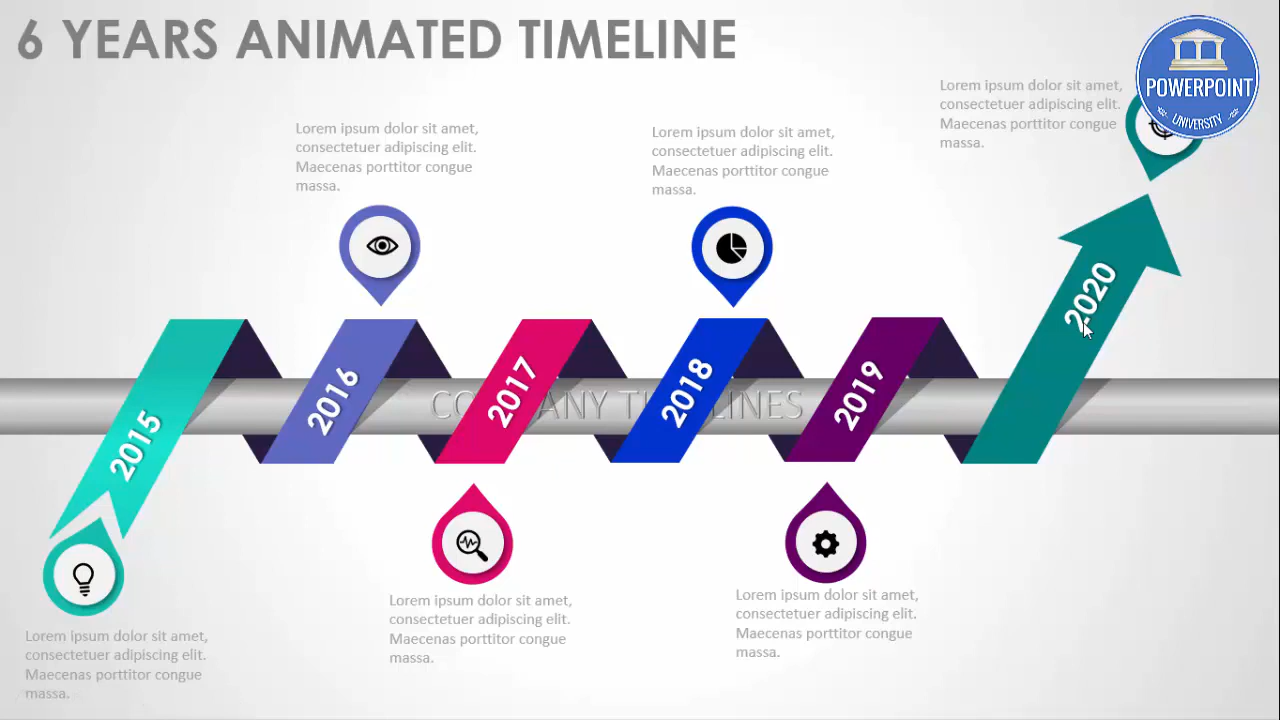 6 YEARS ANIMATED TIMELINE
POWERPOINT
UNIVERSITY
Lorem ipsum dolor sit amet,
consectetuer adipiscing elit.
Maecenas porttitor congue
massa.
Lorem ipsum dolor sit amet,
consectetuer adipiscing elit.
Maecenas porttitor congue
massa.
Lorem ipsum dolor sit amet,
consectetuer adipiscing elit.
Maecenas porttitor congue
massa.
2015
2016
2017
2018
2019
2020
Lorem ipsum dolor sit amet,
consectetuer adipiscing elit.
Maecenas porttitor congue
massa.
Lorem ipsum dolor sit amet,
consectetuer adipiscing elit.
Maecenas porttitor congue
massa.
Lorem ipsum dolor sit amet,
consectetuer adipiscing elit.
Maecenas porttitor congue
massa.